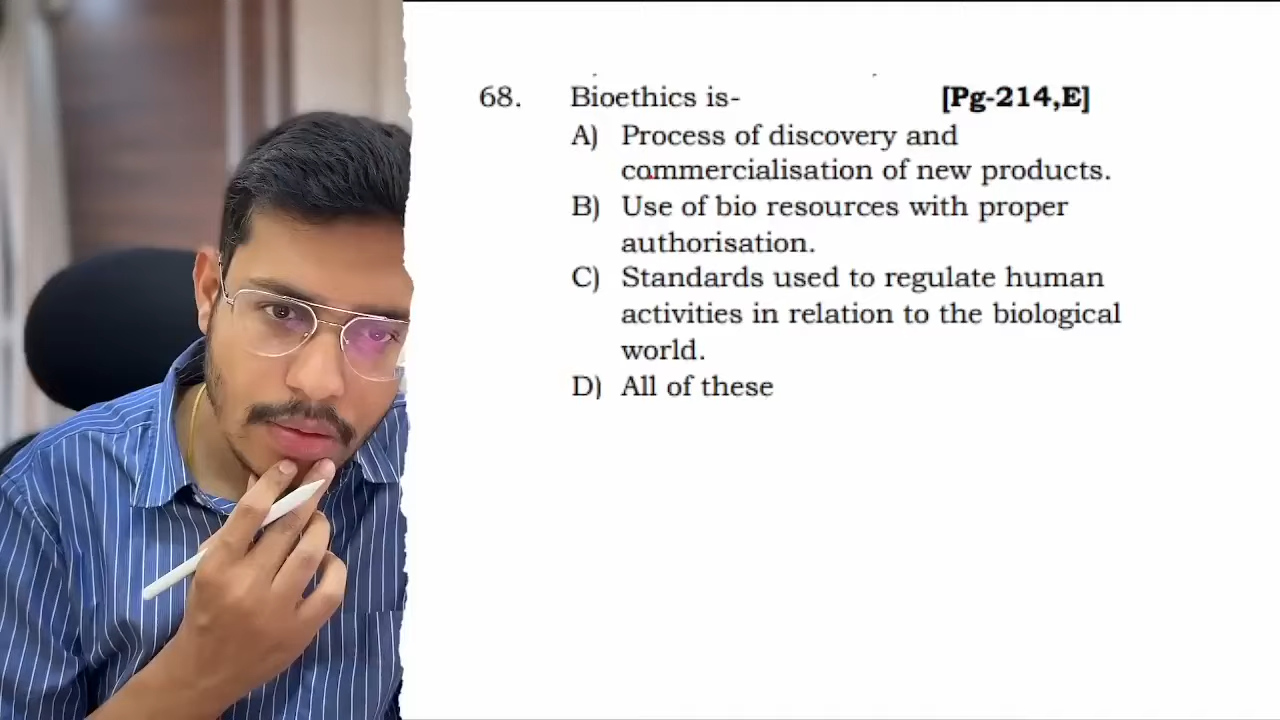 68. Bioethics is- [Pg-214,E]
A) Process of discovery and
commercialisation of new products.
B) Use of bio resources with proper
authorisation.
C) Standards used to regulate human
activities in relation to the biological
world.
D) All of these